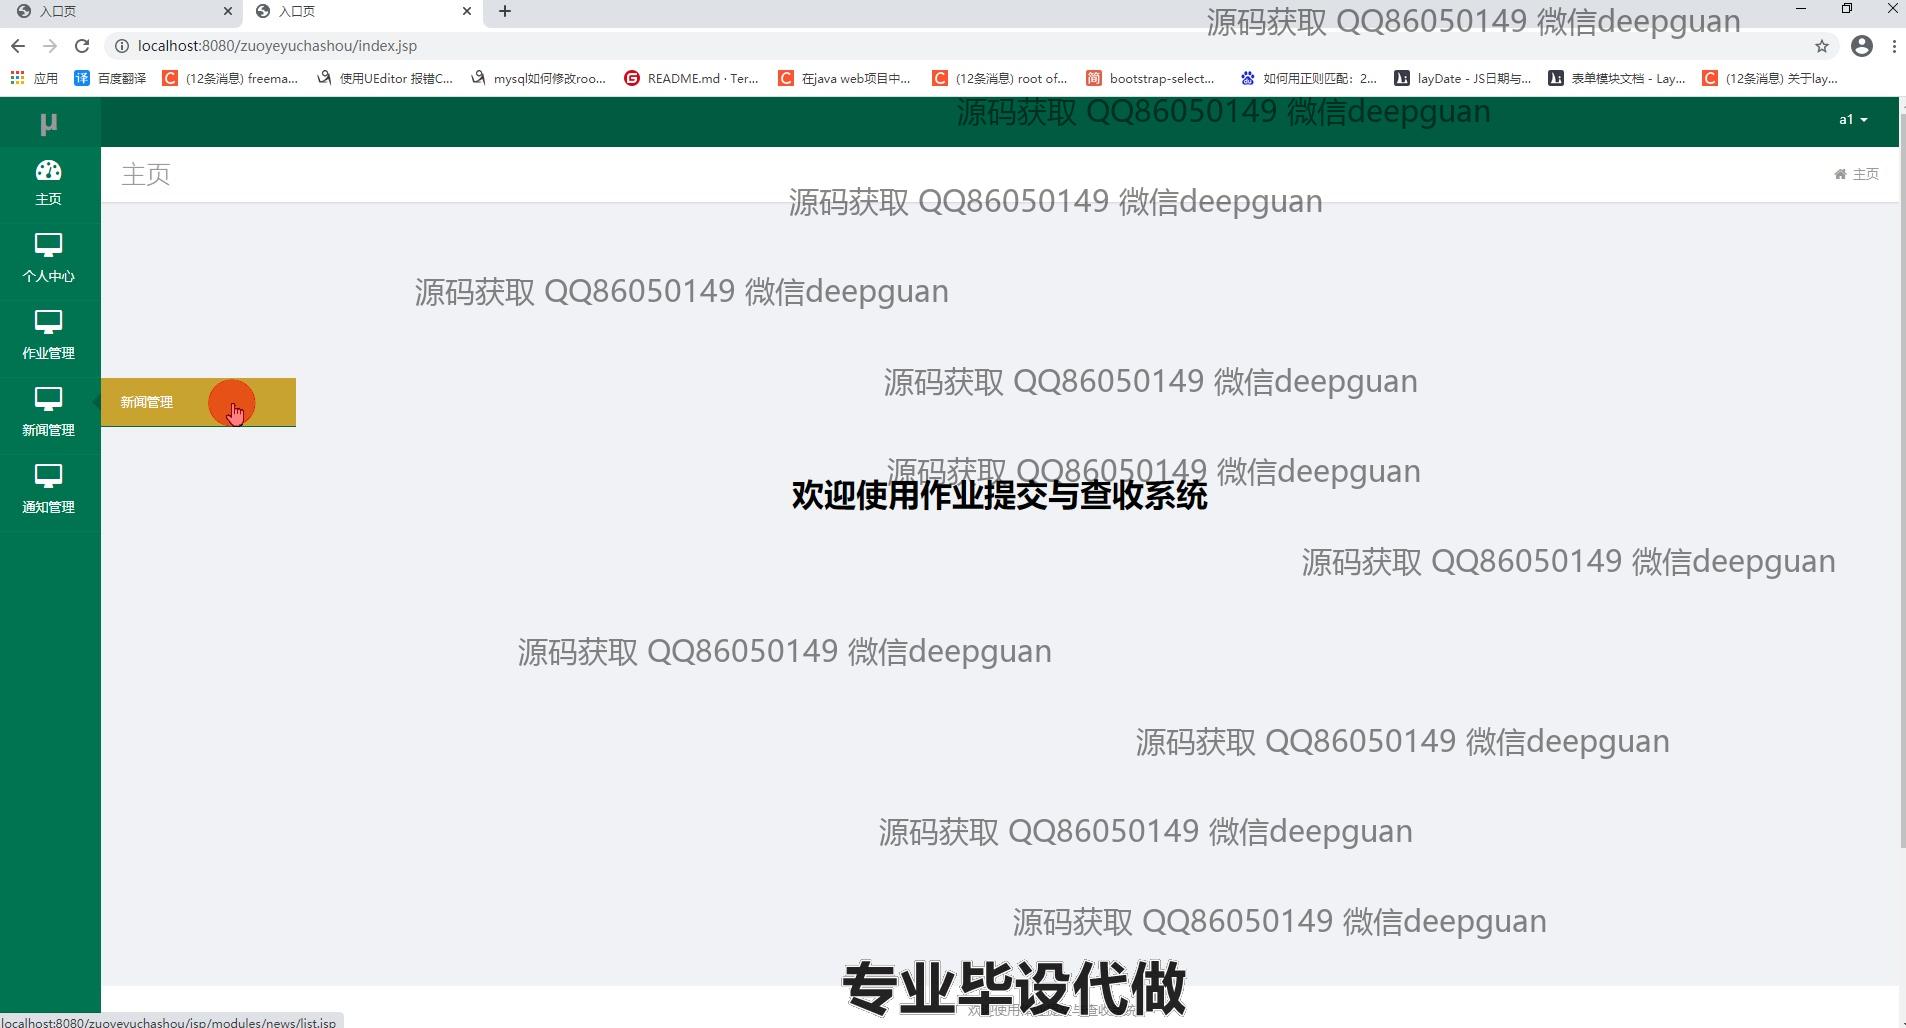 入口页
入口页
源码获取 QQ86050149 微信deepguan
localhost:8080/zuoyeyuchashou/index.jsp
应用
百度翻译
(12条消息) freema...
使用UEditor 报错C...
mysql如何修改roo...
README.md · Ter...
在java web项目中...
(12条消息) root of...
bootstrap-select...
如何用正则匹配：2...
layDate - JS日期与...
表单模块文档 - Lay...
(12条消息) 关于lay...
μ
源码获取 QQ86050149 微信deepguan
a1
主页
主页
主页
源码获取 QQ86050149 微信deepguan
个人中心
源码获取 QQ86050149 微信deepguan
作业管理
源码获取 QQ86050149 微信deepguan
新闻管理
新闻管理
源码获取 QQ86050149 微信deepguan
欢迎使用作业提交与查收系统
通知管理
源码获取 QQ86050149 微信deepguan
源码获取 QQ86050149 微信deepguan
源码获取 QQ86050149 微信deepguan
源码获取 QQ86050149 微信deepguan
源码获取 QQ86050149 微信deepguan
专业毕设代做
localhost:8080/zuoyeyuchashou/jsp/modules/news/list.jsp